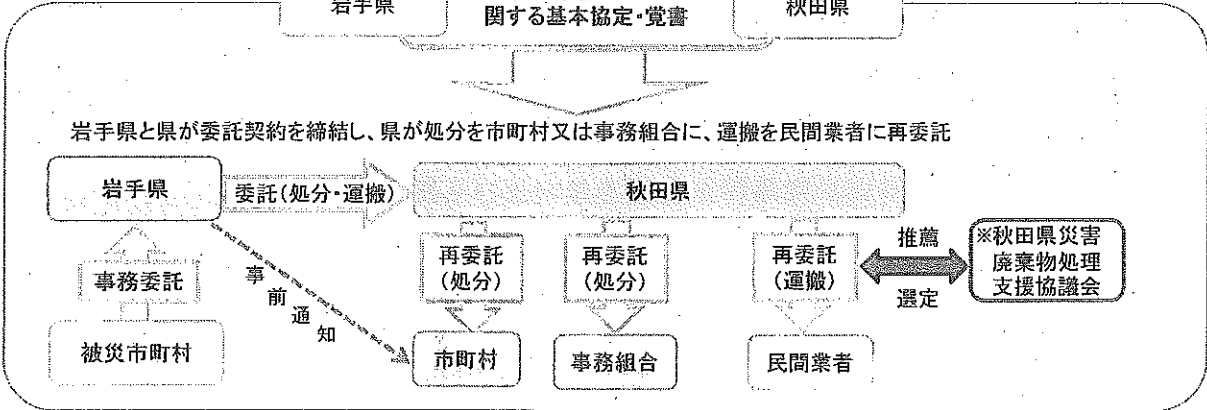 岩手県
関する基本協定・覚書
秋田県
岩手県と県が委託契約を締結し、県が処分を市町村又は事務組合に、運搬を民間業者に再委託
岩手県
委託(処分・運搬)
秋田県
事務委託
被災市町村
事前通知
再委託
(処分)
市町村
再委託
(処分)
事務組合
再委託
(運搬)
民間業者
推薦
選定
※秋田県災害
廃棄物処理
支援協議会